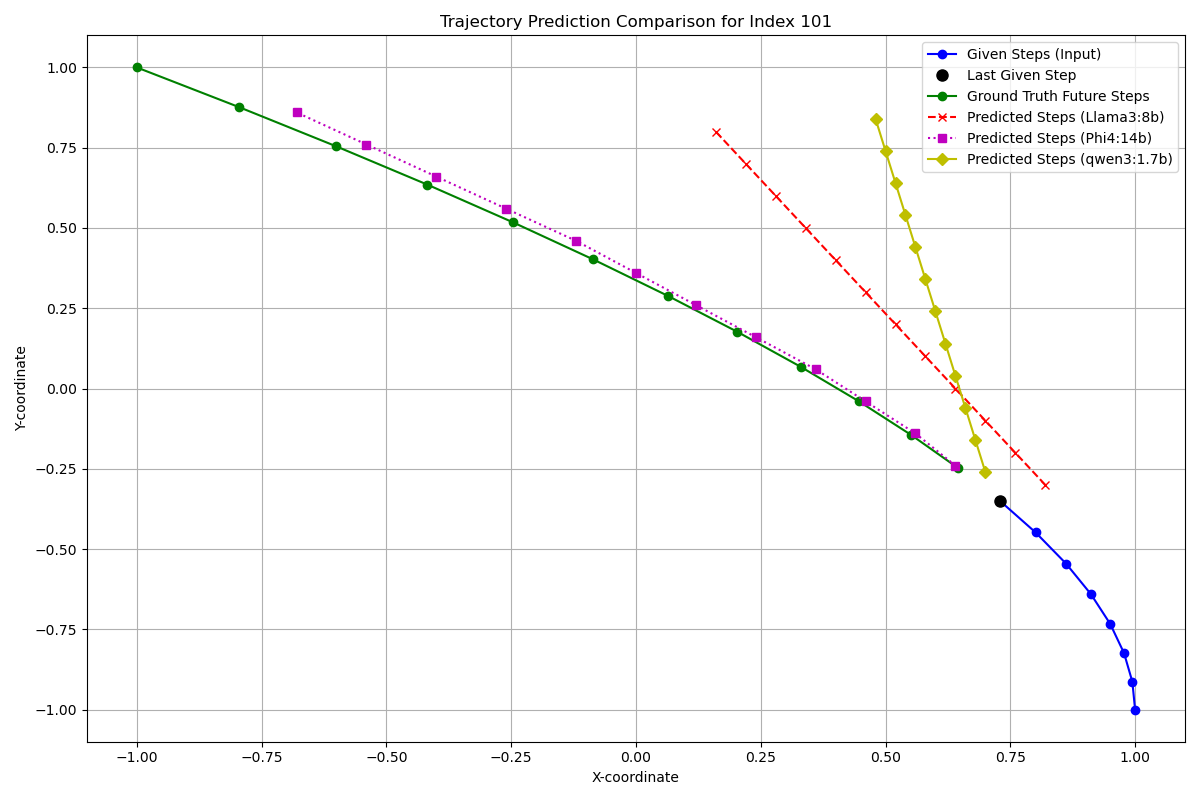 Trajectory Prediction Comparison for Index 101
Given Steps (Input)
Last Given Step
Ground Truth Future Steps
Predicted Steps (Llama3:8b)
Predicted Steps (Phi4:14b)
Predicted Steps (qwen3:1.7b)
Y-coordinate
1.00
0.75
0.50
0.25
0.00
−0.25
−0.50
−0.75
−1.00
−1.00 −0.75 −0.50 −0.25 0.00 0.25 0.50 0.75 1.00
X-coordinate